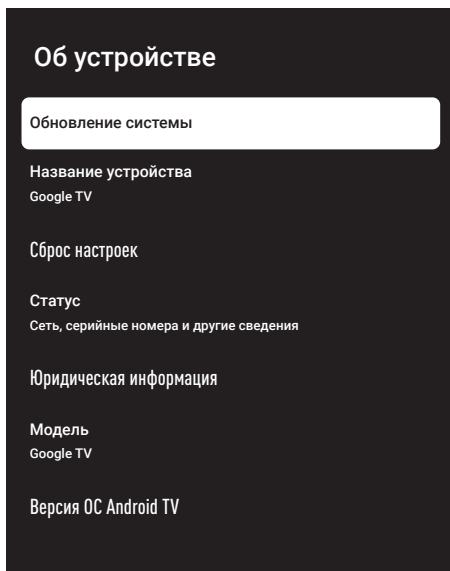 Об устройстве
Обновление системы
Название устройства
Google TV
Сброс настроек
Статус
Сеть, серийные номера и другие сведения
Юридическая информация
Модель
Google TV
Версия ОС Android TV